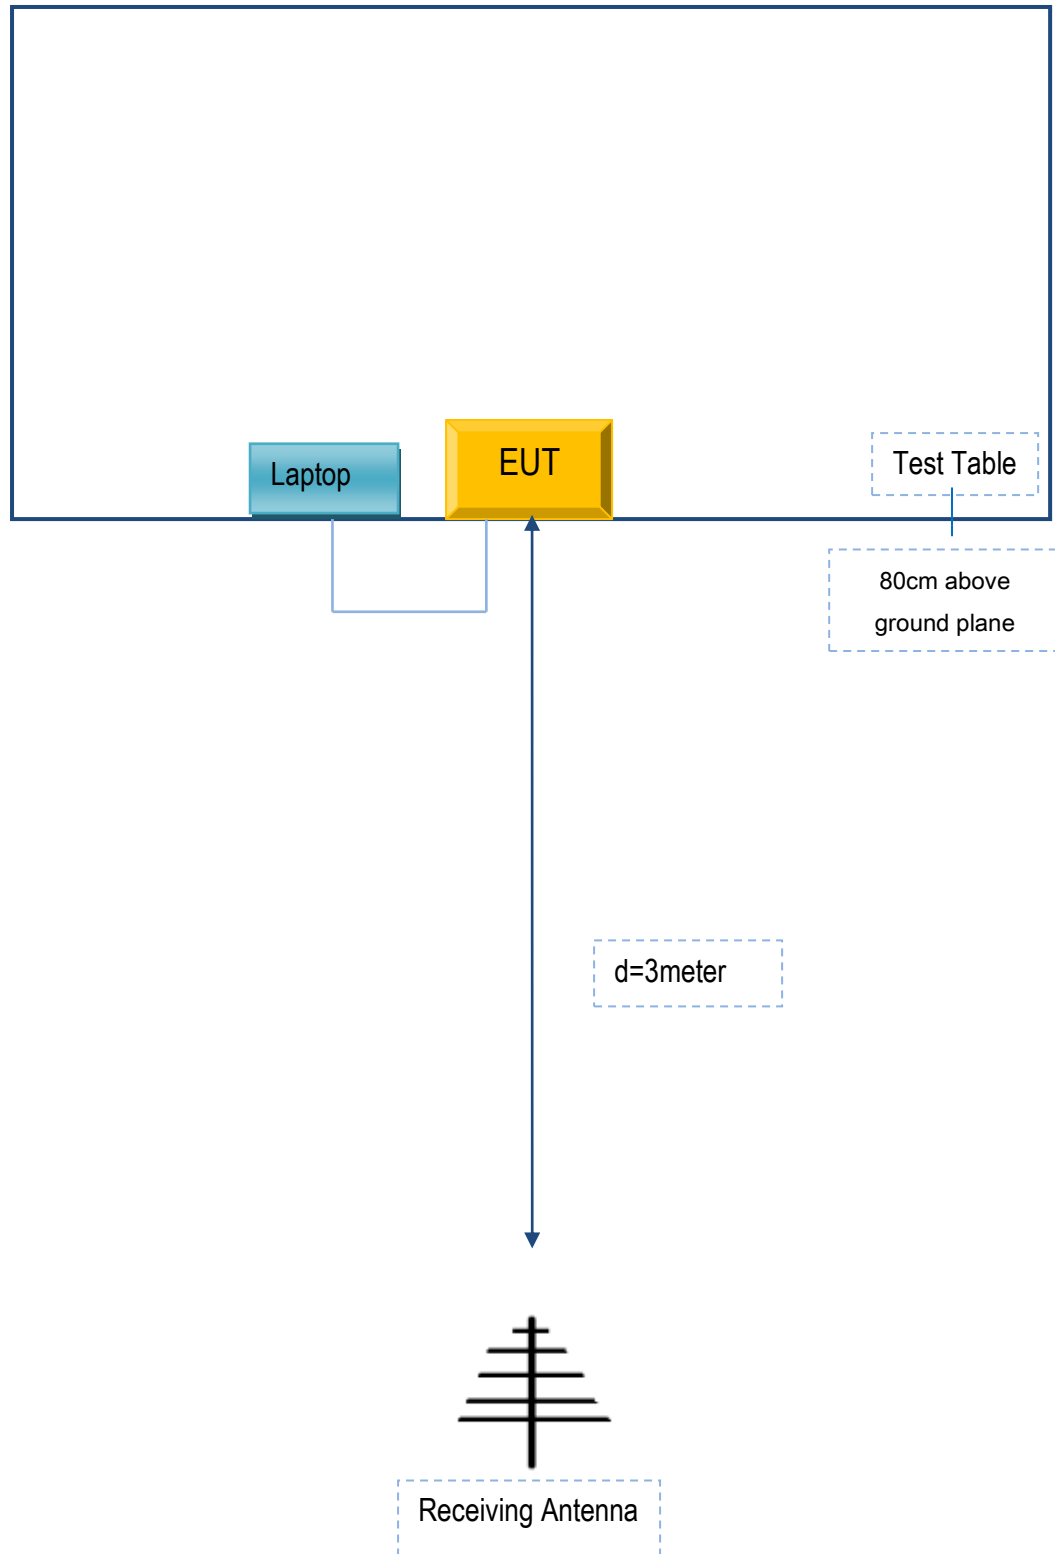 Laptop
EUT
Test Table
80cm above
ground plane
d=3meter
Receiving Antenna